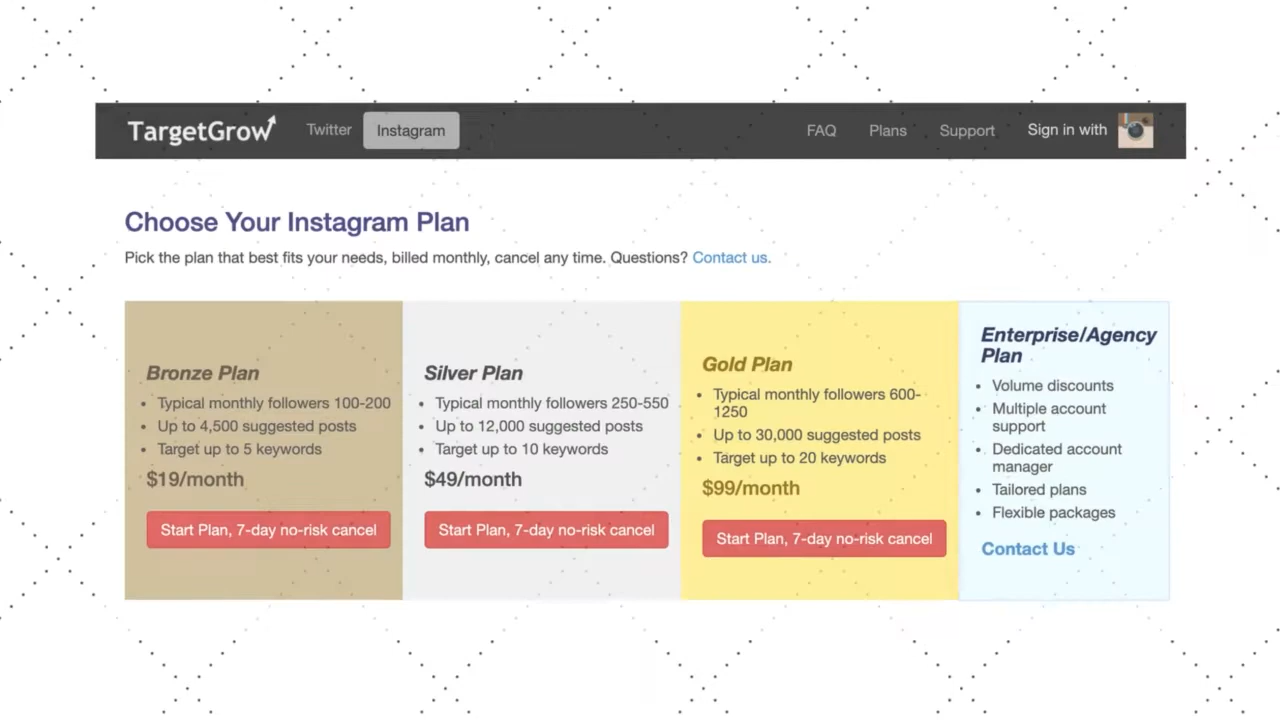 TargetGrow
Twitter
Instagram
FAQ
Plans
Support
Sign in with
Choose Your Instagram Plan
Pick the plan that best fits your needs, billed monthly, cancel any time. Questions? Contact us.
Bronze Plan
• Typical monthly followers 100-200
• Up to 4,500 suggested posts
• Target up to 5 keywords
$19/month
Start Plan, 7-day no-risk cancel
Silver Plan
• Typical monthly followers 250-550
• Up to 12,000 suggested posts
• Target up to 10 keywords
$49/month
Start Plan, 7-day no-risk cancel
Gold Plan
• Typical monthly followers 600-
1250
• Up to 30,000 suggested posts
• Target up to 20 keywords
$99/month
Start Plan, 7-day no-risk cancel
Enterprise/Agency
Plan
• Volume discounts
• Multiple account
support
• Dedicated account
manager
• Tailored plans
• Flexible packages
Contact Us